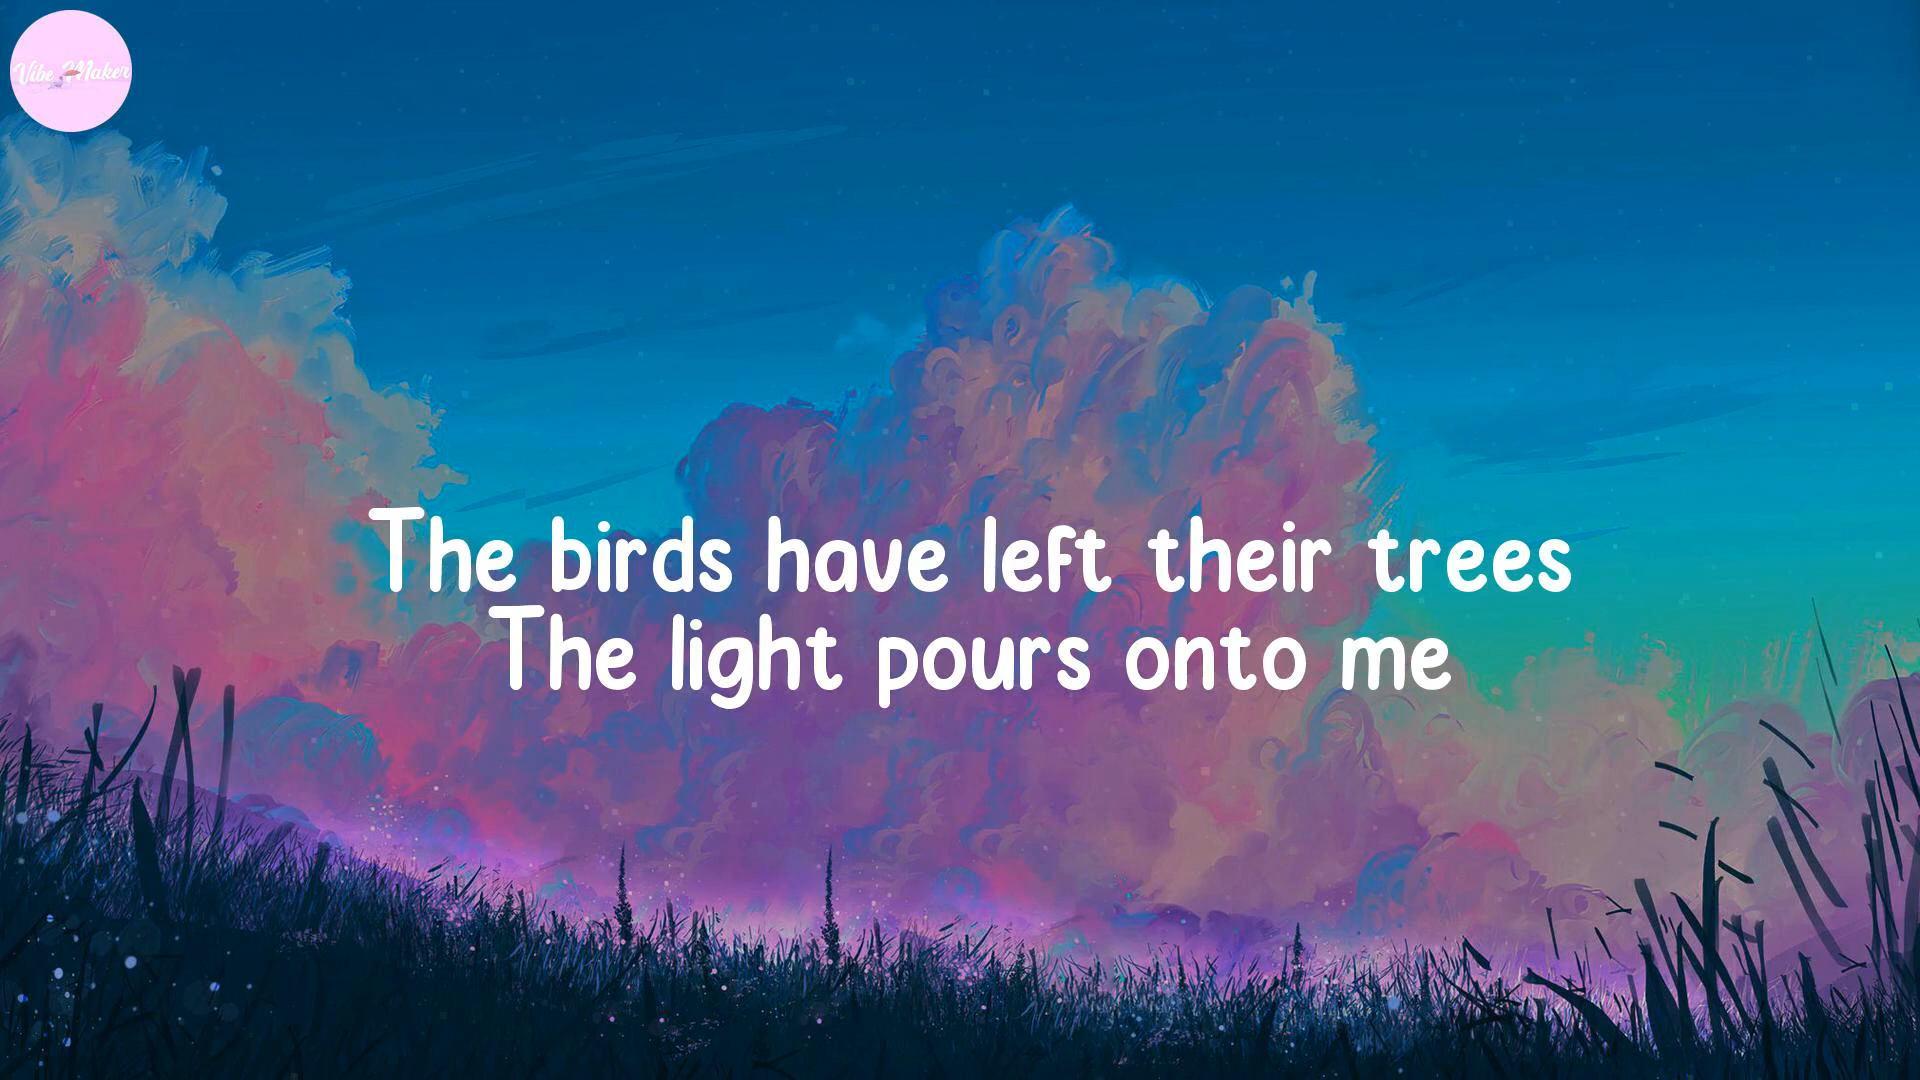 Vibe Maker
The birds have left their trees
The light pours onto me